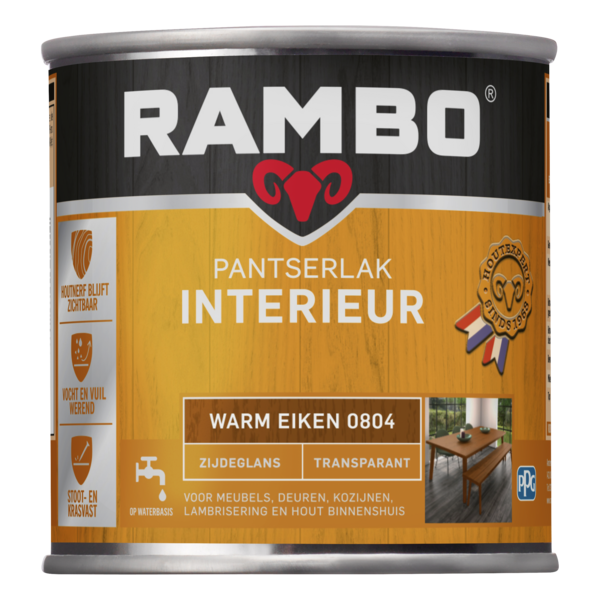 RAMBO®
PANTSERLAK
INTERIEUR
HOUTEXPERT
SINDS 1968
HOUTNERF BLIJFT
ZICHTBAAR
VOCHT EN VUIL
WEREND
STOOT- EN
KRASVAST
OP WATERBASIS
WARM EIKEN 0804
ZIJDEGLANS
TRANSPARANT
VOOR MEUBELS, DEUREN, KOZIJNEN,
LAMBRISERING EN HOUT BINNENSHUIS
PPG